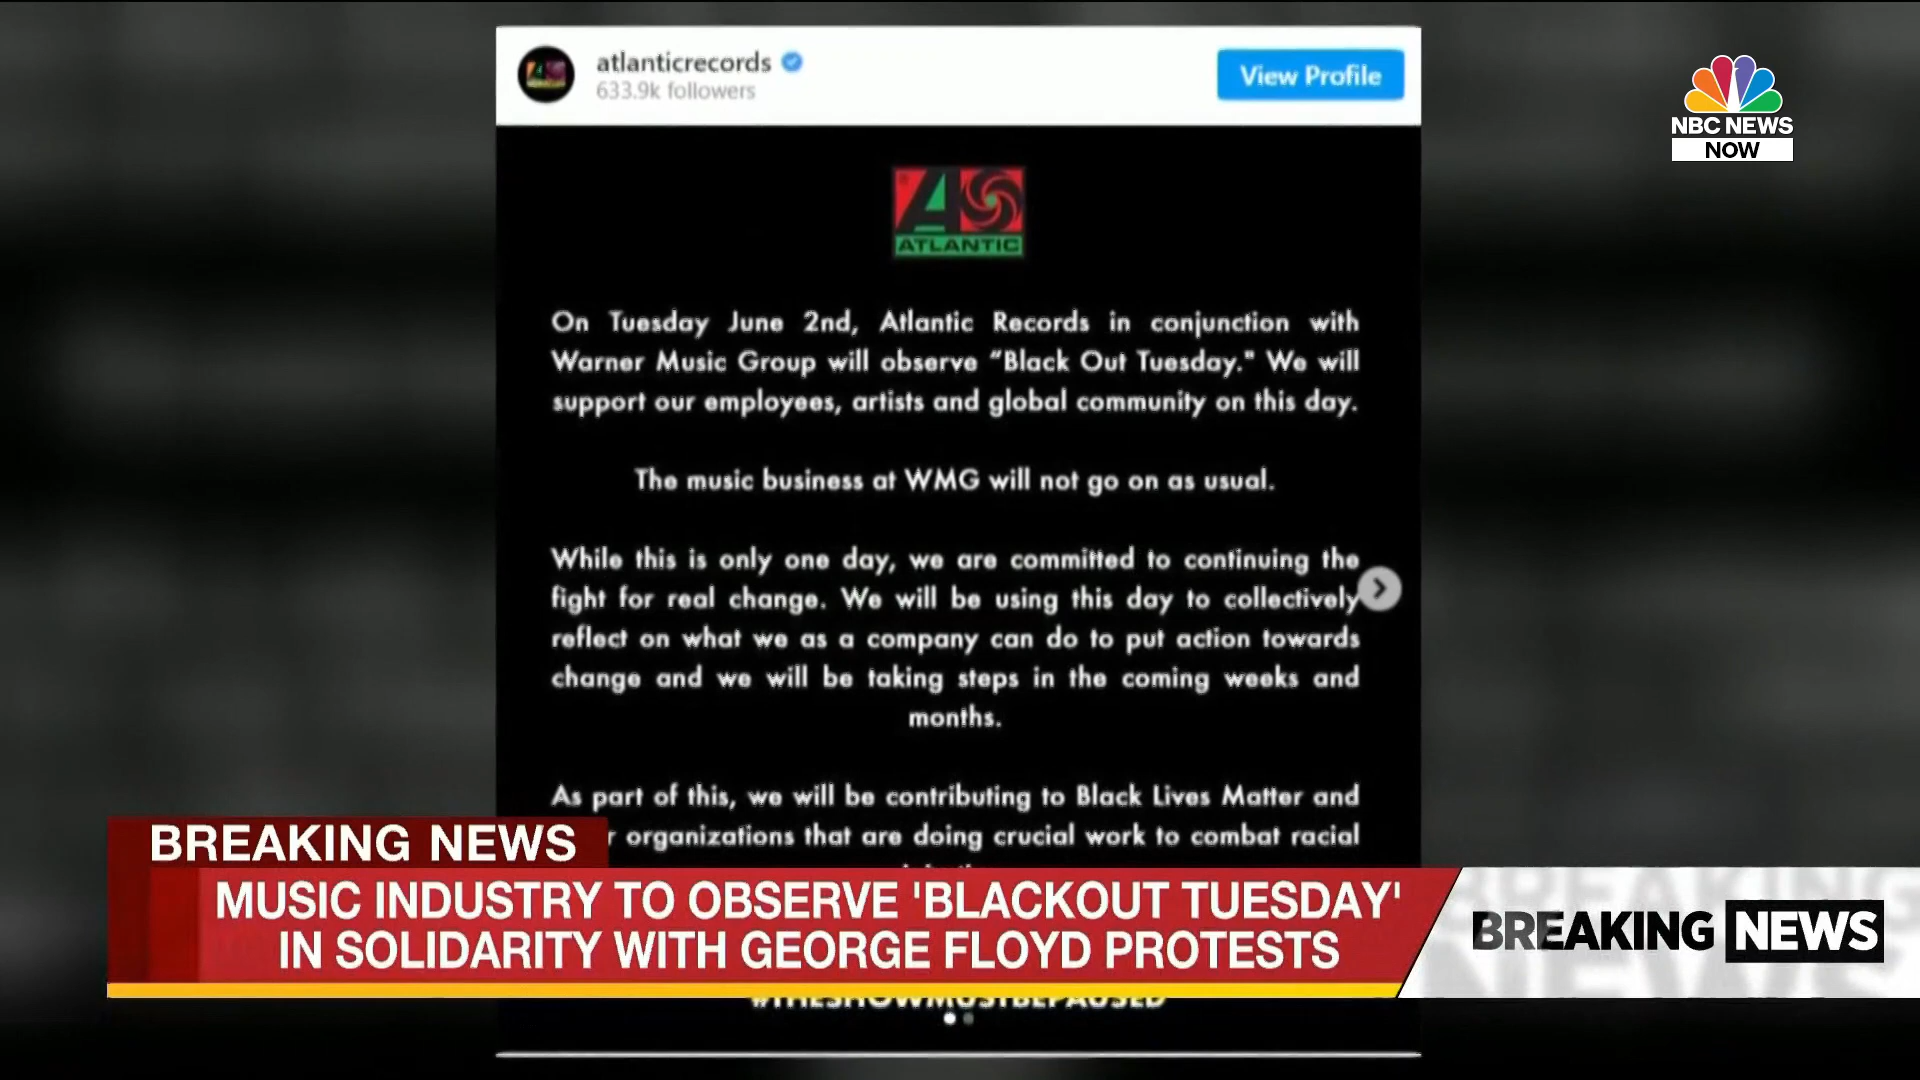 atlanticrecords
633.9k followers
View Profile
NBC NEWS
NOW
ATLANTIC
On Tuesday June 2nd, Atlantic Records in conjunction with
Warner Music Group will observe “Black Out Tuesday." We will
support our employees, artists and global community on this day.
The music business at WMG will not go on as usual.
While this is only one day, we are committed to continuing the
fight for real change. We will be using this day to collectively
reflect on what we as a company can do to put action towards
change and we will be taking steps in the coming weeks and
months.
As part of this, we will be contributing to Black Lives Matter and
organizations that are doing crucial work to combat racial
BREAKING NEWS
MUSIC INDUSTRY TO OBSERVE 'BLACKOUT TUESDAY'
IN SOLIDARITY WITH GEORGE FLOYD PROTESTS
BREAKING NEWS
#THESHOWMUSTBEPAUSED